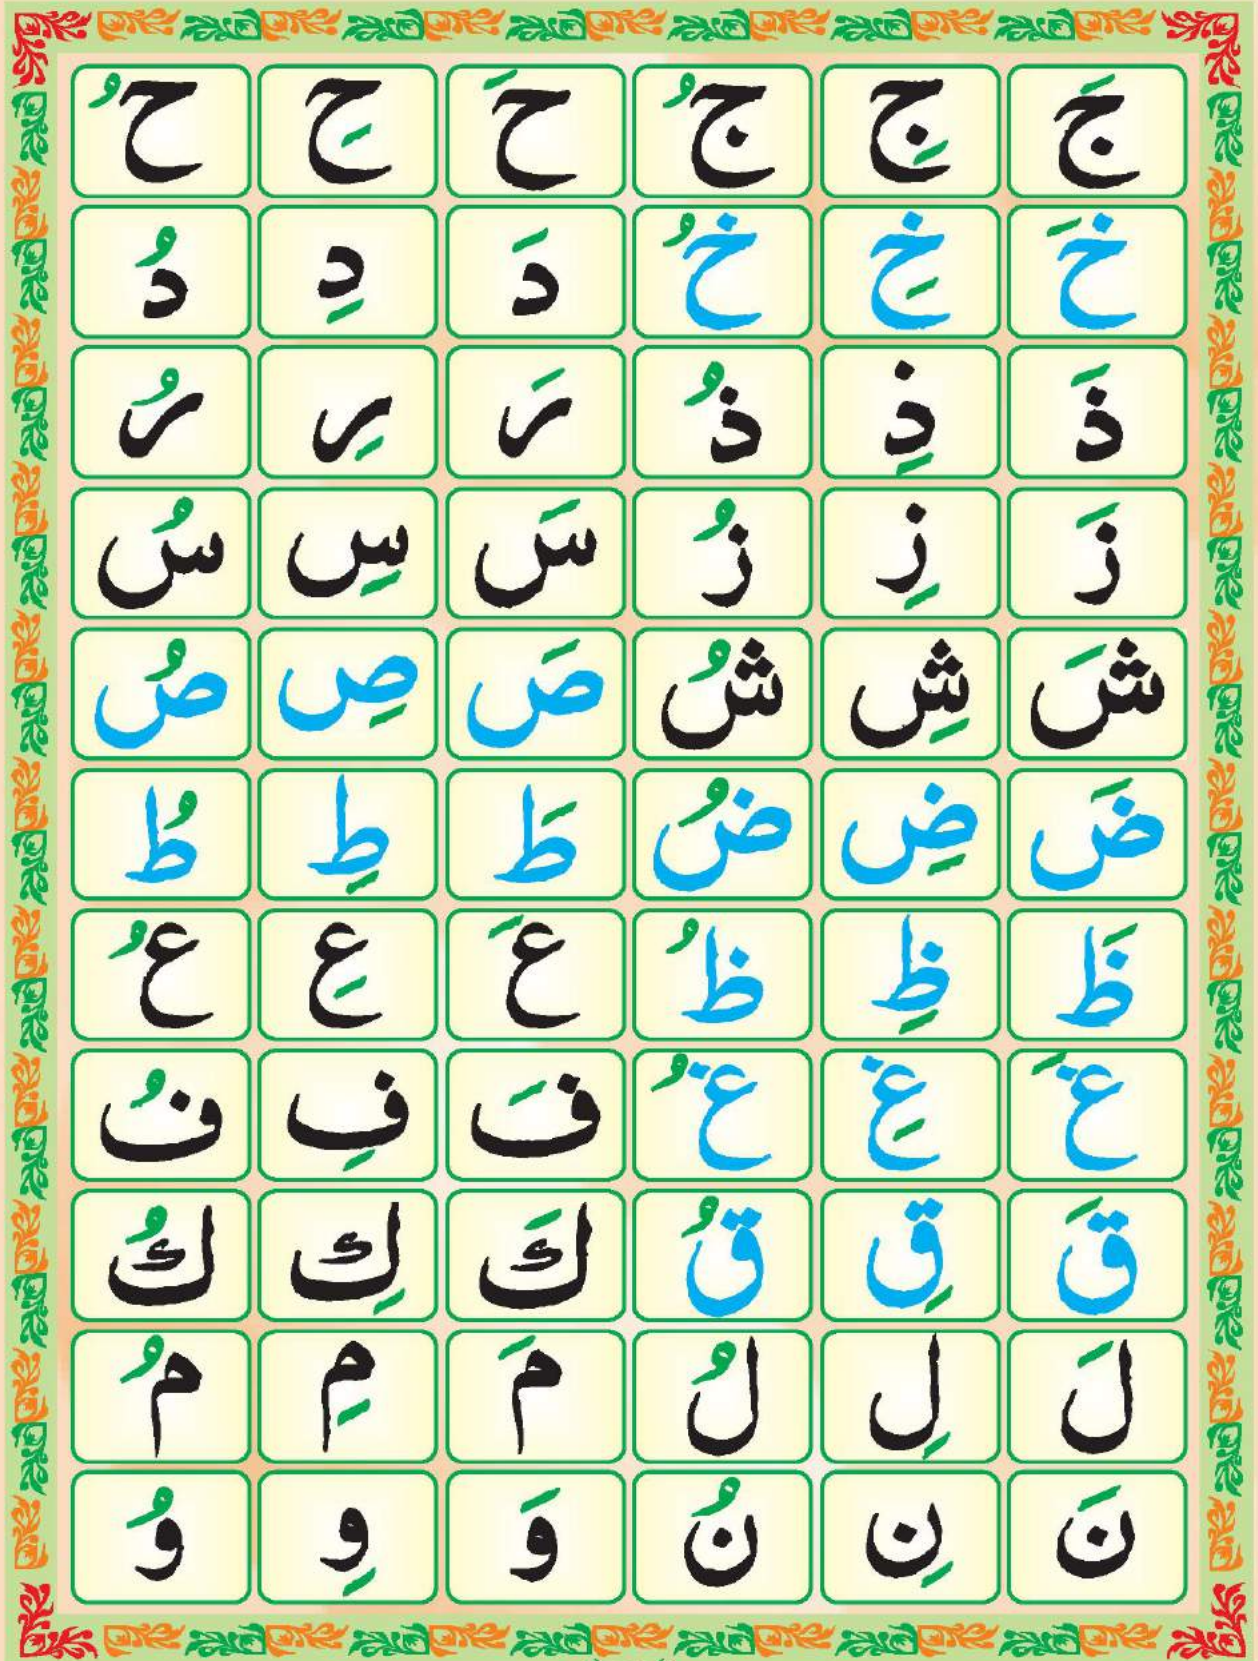 جَ جِ جُ حَ حِ حُ
خَ خِ خُ دَ دِ دُ
ذَ ذِ ذُ رَ رِ رُ
زَ زِ زُ سَ سِ سُ
شَ شِ شُ صَ صِ صُ
ضَ ضِ ضُ طَ طِ طُ
ظَ ظِ ظُ عَ عِ عُ
غَ غِ غُ فَ فِ فُ
قَ قِ قُ كَ كِ كُ
لَ لِ لُ مَ مِ مُ
نَ نِ نُ وَ وِ وُ